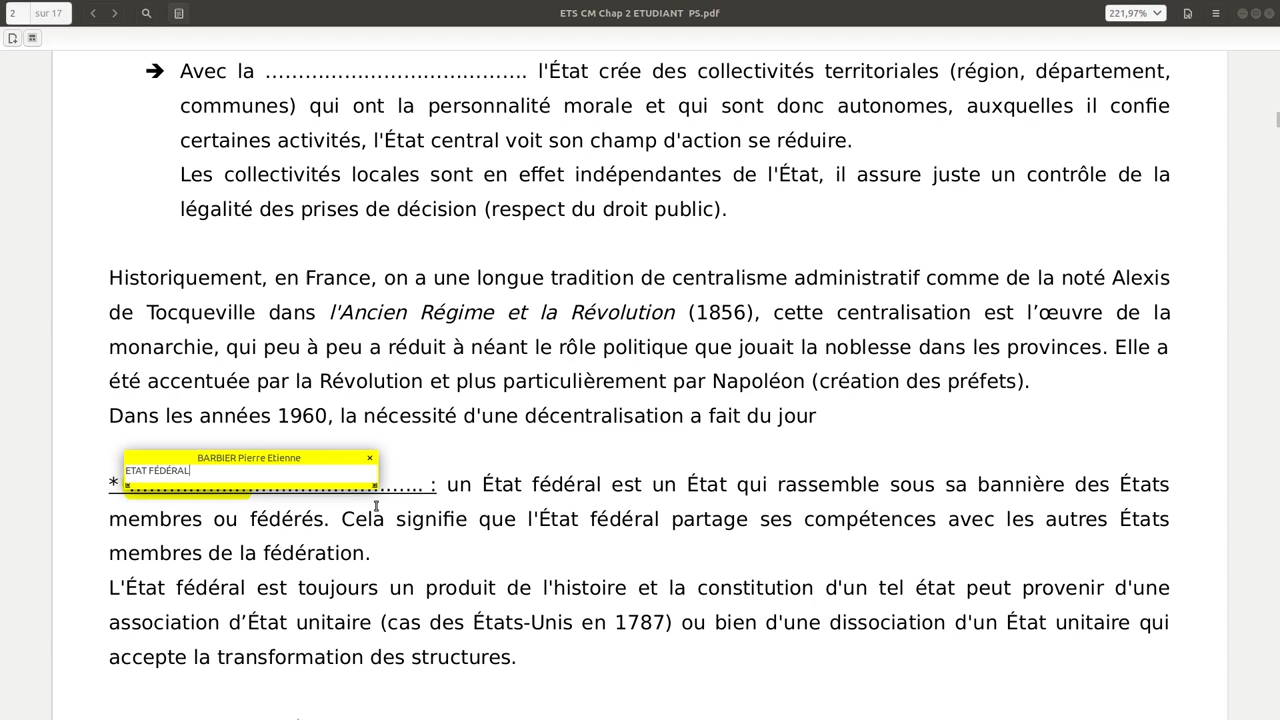 2 sur 17 ETS CM Chap 2 ETUDIANT PS.pdf 221,97%
➔ Avec la …………………………………. l'État crée des collectivités territoriales (région, département,
communes) qui ont la personnalité morale et qui sont donc autonomes, auxquelles il confie
certaines activités, l'État central voit son champ d'action se réduire.
Les collectivités locales sont en effet indépendantes de l'État, il assure juste un contrôle de la
légalité des prises de décision (respect du droit public).
Historiquement, en France, on a une longue tradition de centralisme administratif comme de la noté Alexis
de Tocqueville dans l'Ancien Régime et la Révolution (1856), cette centralisation est l’œuvre de la
monarchie, qui peu à peu a réduit à néant le rôle politique que jouait la noblesse dans les provinces. Elle a
été accentuée par la Révolution et plus particulièrement par Napoléon (création des préfets).
Dans les années 1960, la nécessité d'une décentralisation a fait du jour
BARBIER Pierre Etienne
ETAT FÉDÉRAL
* ……………………………………….. : un État fédéral est un État qui rassemble sous sa bannière des États
membres ou fédérés. Cela signifie que l'État fédéral partage ses compétences avec les autres États
membres de la fédération.
L'État fédéral est toujours un produit de l'histoire et la constitution d'un tel état peut provenir d'une
association d’État unitaire (cas des États-Unis en 1787) ou bien d'une dissociation d'un État unitaire qui
accepte la transformation des structures.